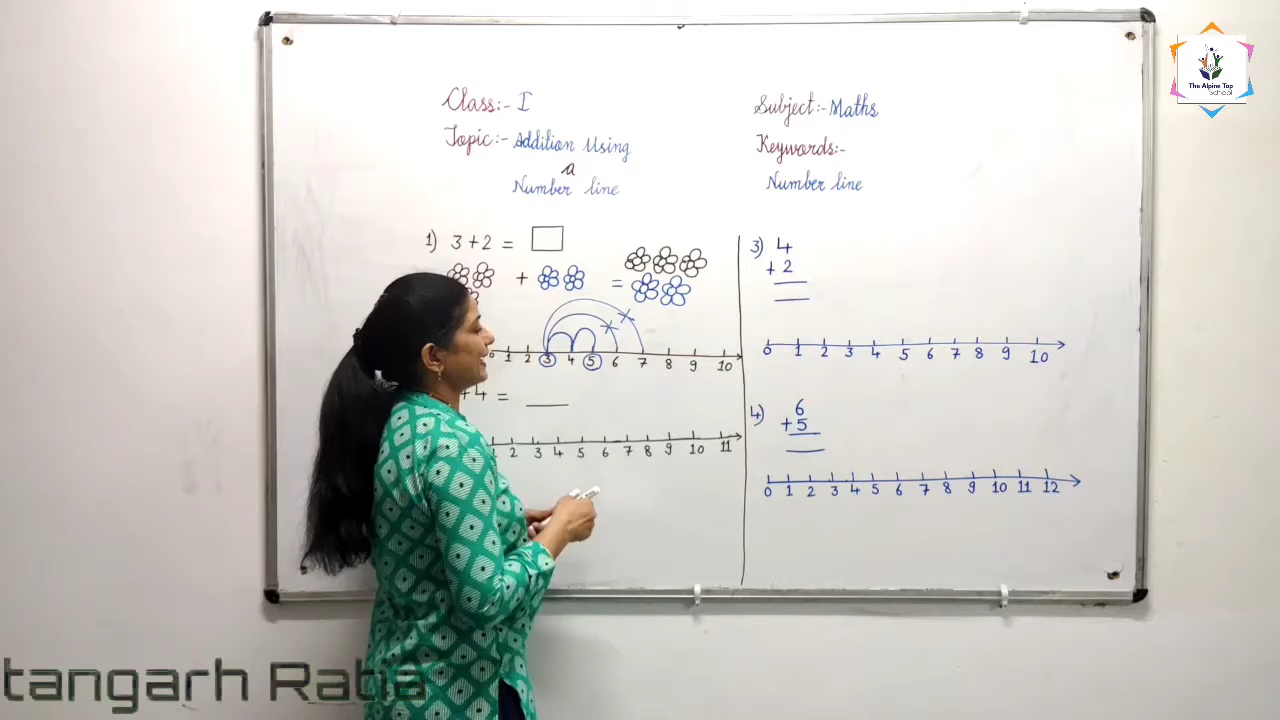 The Alpine Top
School
Class:- I
Topic:- Addition Using
a
Number line
Subject:- Maths
Keywords:-
Number line
1) 3 + 2 =
+ =
0 1 2 3 4 5 6 7 8 9 10
+4 =
1 2 3 4 5 6 7 8 9 10 11
3) 4
+ 2
0 1 2 3 4 5 6 7 8 9 10
4) 6
+ 5
0 1 2 3 4 5 6 7 8 9 10 11 12
tangarh Ratia